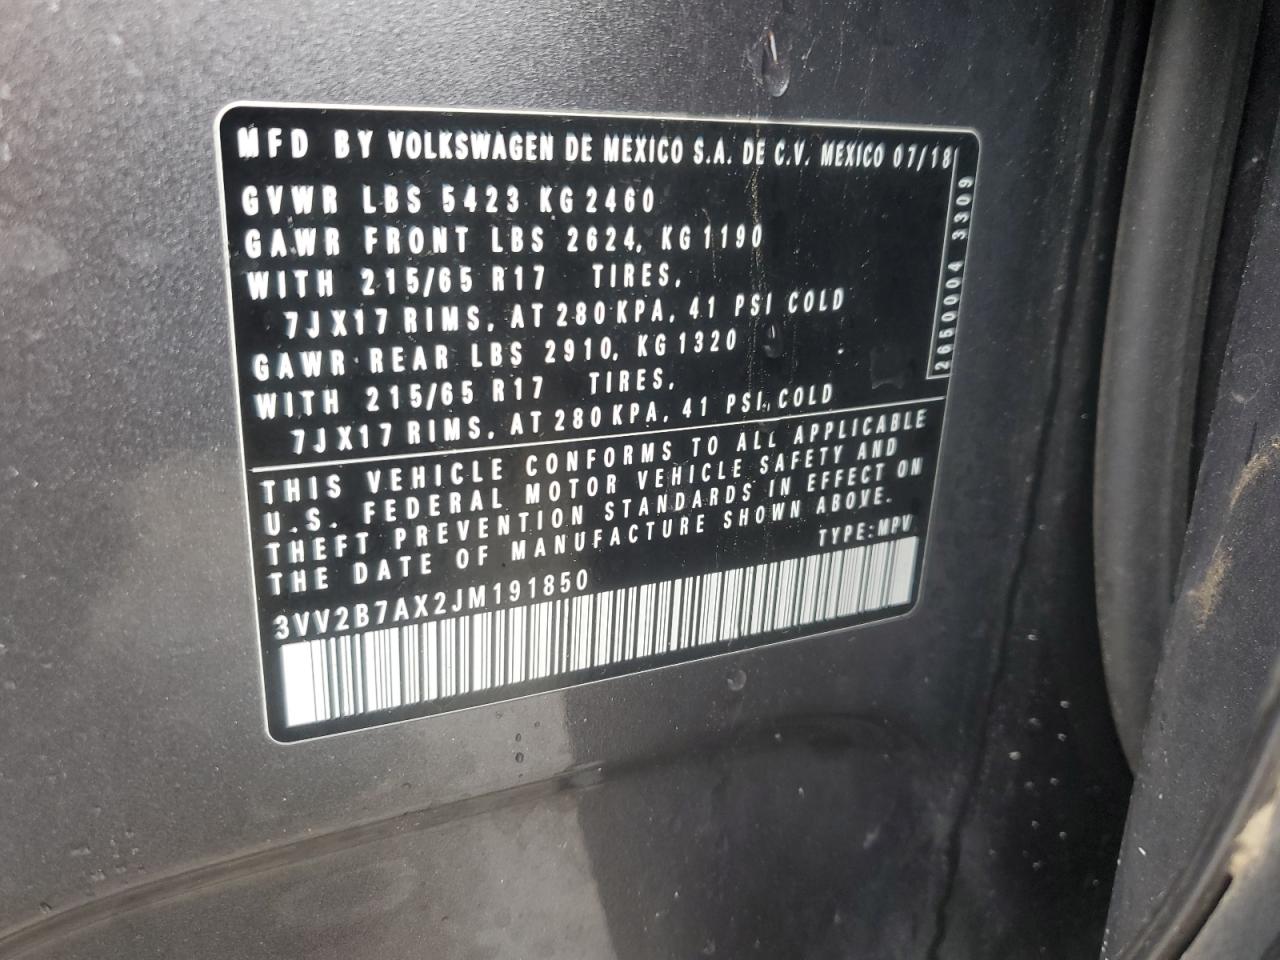 MFD BY VOLKSWAGEN DE MEXICO S.A. DE C.V. MEXICO 07/18
GVWR LBS 5423 KG 2460
GAWR FRONT LBS 2624, KG 1190
WITH 215/65 R17 TIRES,
7JX17 RIMS, AT 280 KPA, 41 PSI COLD
GAWR REAR LBS 2910, KG 1320
WITH 215/65 R17 TIRES,
7JX17 RIMS, AT 280 KPA, 41 PSI, COLD
2650004 3309
THIS VEHICLE CONFORMS TO ALL APPLICABLE
U.S. FEDERAL MOTOR VEHICLE SAFETY AND
THEFT PREVENTION STANDARDS IN EFFECT ON
THE DATE OF MANUFACTURE SHOWN ABOVE.
TYPE: MPV
3VV2B7AX2JM191850